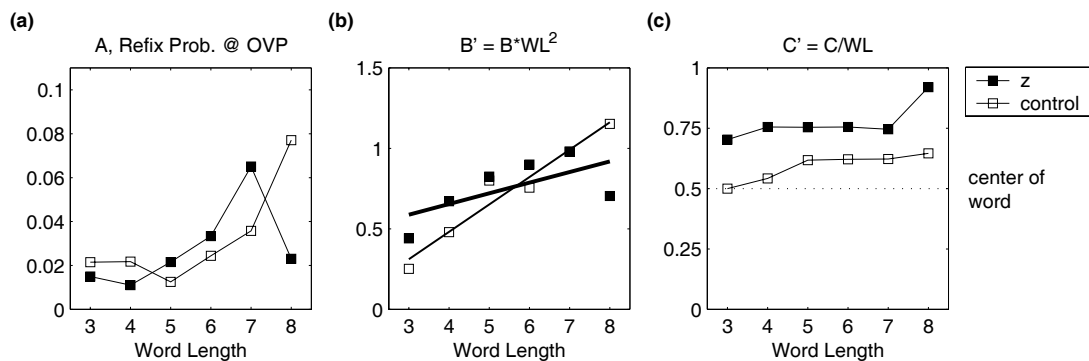 (a)
A, Refix Prob. @ OVP
0.1
0.08
0.06
0.04
0.02
0
3 4 5 6 7 8
Word Length
(b)
B' = B*WL²
1.5
1
0.5
0
3 4 5 6 7 8
Word Length
(c)
C' = C/WL
1
0.75
0.5
0.25
0
3 4 5 6 7 8
Word Length
z
control
center of
word